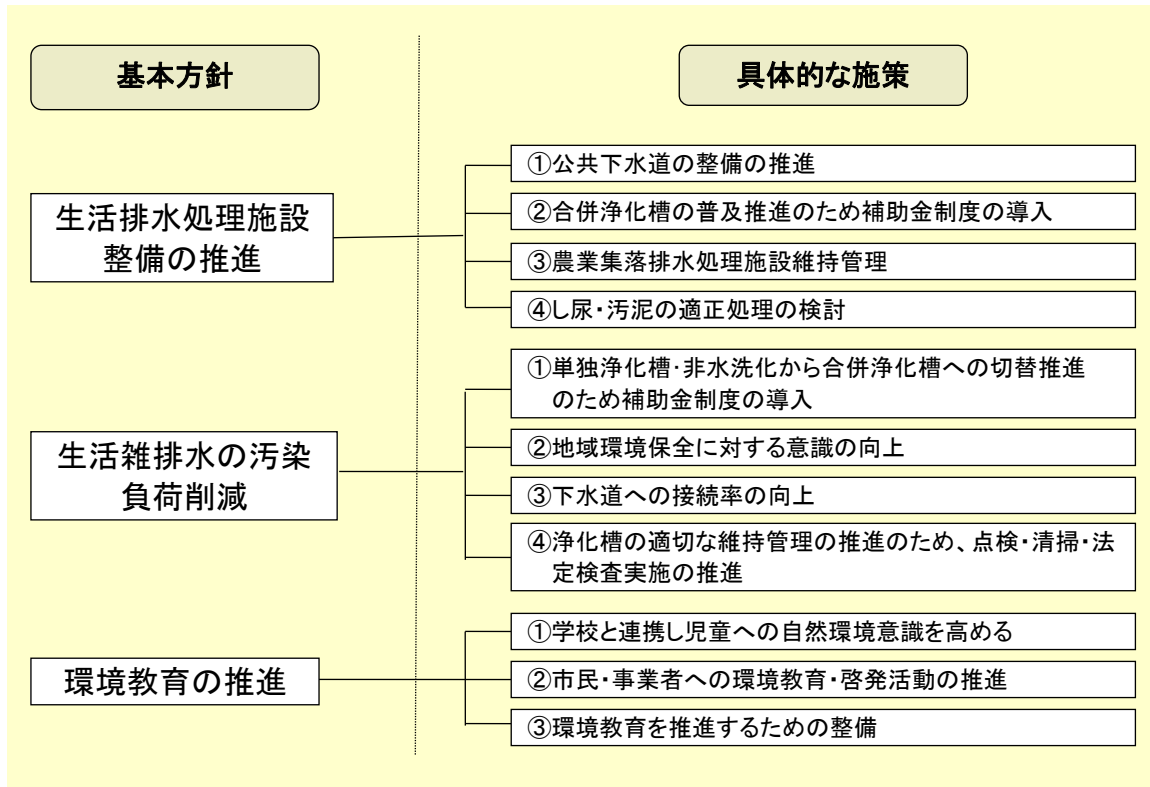 基本方針
具体的な施策
生活排水処理施設
整備の推進
①公共下水道の整備の推進
②合併浄化槽の普及推進のため補助金制度の導入
③農業集落排水処理施設維持管理
④し尿・汚泥の適正処理の検討
生活雑排水の汚染
負荷削減
①単独浄化槽・非水洗化から合併浄化槽への切替推進
のため補助金制度の導入
②地域環境保全に対する意識の向上
③下水道への接続率の向上
④浄化槽の適切な維持管理の推進のため、点検・清掃・法
定検査実施の推進
環境教育の推進
①学校と連携し児童への自然環境意識を高める
②市民・事業者への環境教育・啓発活動の推進
③環境教育を推進するための整備